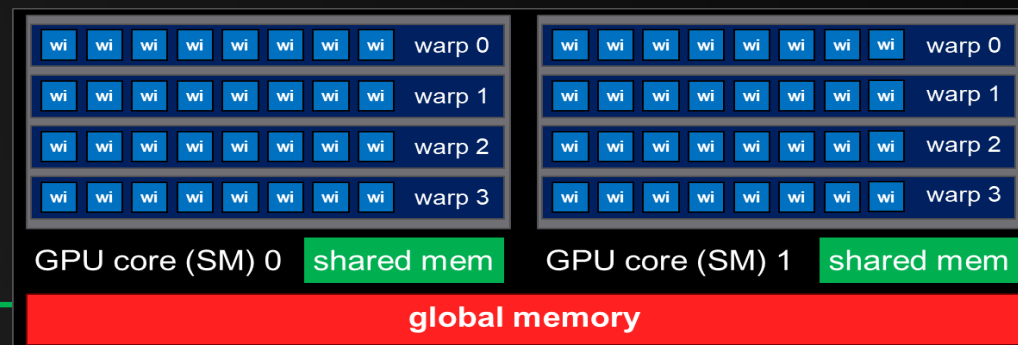 wi wi wi wi wi wi wi wi warp 0
wi wi wi wi wi wi wi wi warp 1
wi wi wi wi wi wi wi wi warp 2
wi wi wi wi wi wi wi wi warp 3
GPU core (SM) 0 shared mem
wi wi wi wi wi wi wi wi warp 0
wi wi wi wi wi wi wi wi warp 1
wi wi wi wi wi wi wi wi warp 2
wi wi wi wi wi wi wi wi warp 3
GPU core (SM) 1 shared mem
global memory